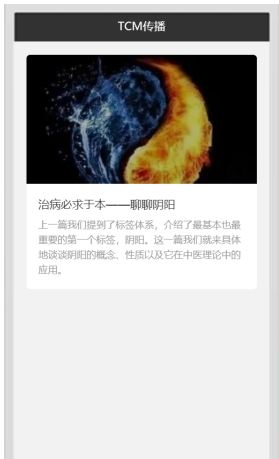 TCM传播
治病必求于本——聊聊阴阳
上一篇我们提到了标签体系，介绍了最基本也最
重要的第一个标签，阴阳。这一篇我们就来具体
地谈谈阴阳的概念、性质以及它在中医理论中的
应用。